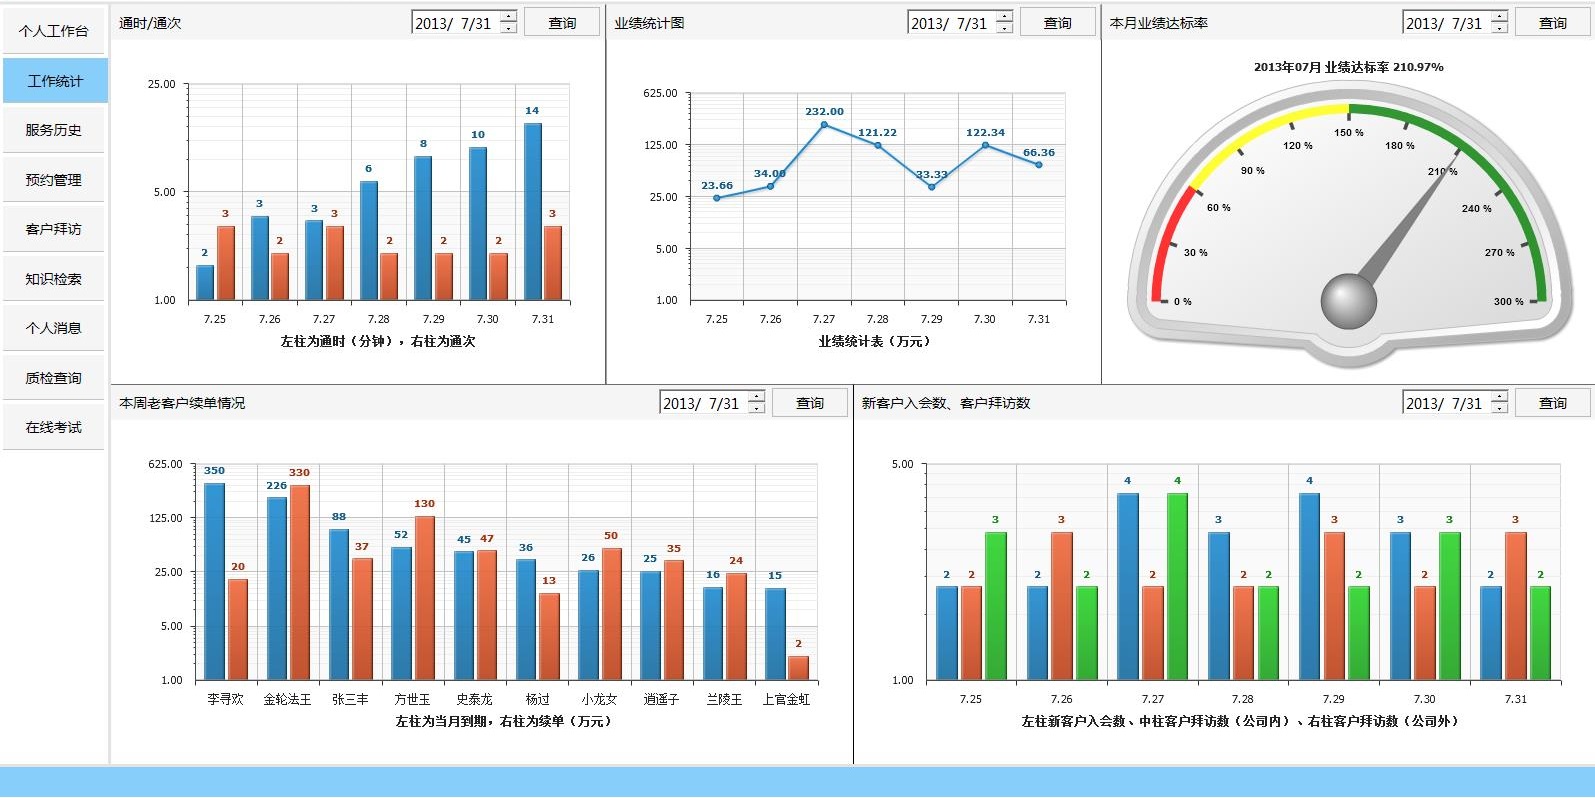 个人工作台
工作统计
服务历史
预约管理
客户拜访
知识检索
个人消息
质检查询
在线考试
通时/通次 2013/ 7/31 查询
25.00
5.00
1.00
2 3 3 2 3 3 6 2 8 2 10 2 14 3
7.25 7.26 7.27 7.28 7.29 7.30 7.31
左柱为通时（分钟），右柱为通次
业绩统计图 2013/ 7/31 查询
625.00
125.00
25.00
5.00
1.00
23.66 34.00 232.00 121.22 33.33 122.34 66.36
7.25 7.26 7.27 7.28 7.29 7.30 7.31
业绩统计表（万元）
本月业绩达标率 2013/ 7/31 查询
2013年07月 业绩达标率 210.97%
0 % 30 % 60 % 90 % 120 % 150 % 180 % 210 % 240 % 270 % 300 %
本周老客户续单情况 2013/ 7/31 查询
625.00
125.00
25.00
5.00
1.00
350 20 226 330 88 37 52 130 45 47 36 13 26 50 25 35 16 24 15 2
李寻欢 金轮法王 张三丰 方世玉 史泰龙 杨过 小龙女 逍遥子 兰陵王 上官金虹
左柱为当月到期，右柱为续单（万元）
新客户入会数、客户拜访数 2013/ 7/31 查询
5.00
1.00
2 2 3 2 3 2 4 2 4 3 2 2 4 3 2 3 2 3 2 3 2
7.25 7.26 7.27 7.28 7.29 7.30 7.31
左柱新客户入会数、中柱客户拜访数（公司内）、右柱客户拜访数（公司外）